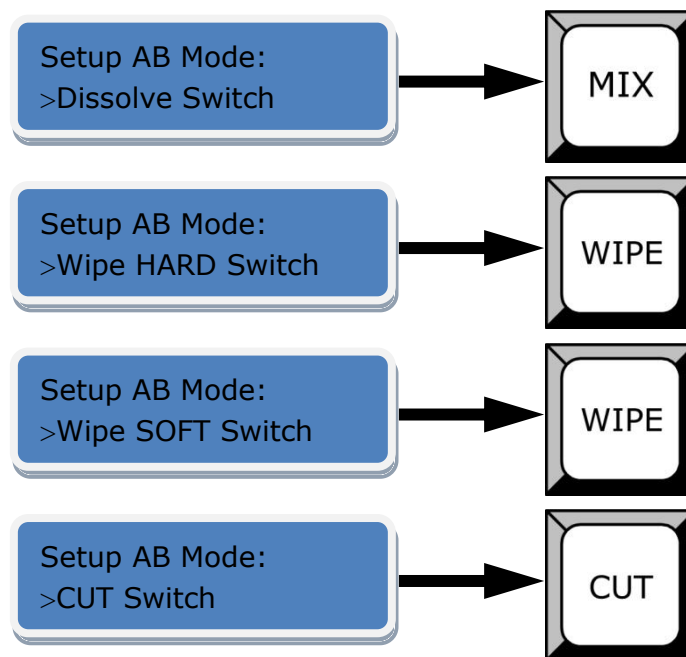 Setup AB Mode:
>Dissolve Switch
MIX
Setup AB Mode:
>Wipe HARD Switch
WIPE
Setup AB Mode:
>Wipe SOFT Switch
WIPE
Setup AB Mode:
>CUT Switch
CUT